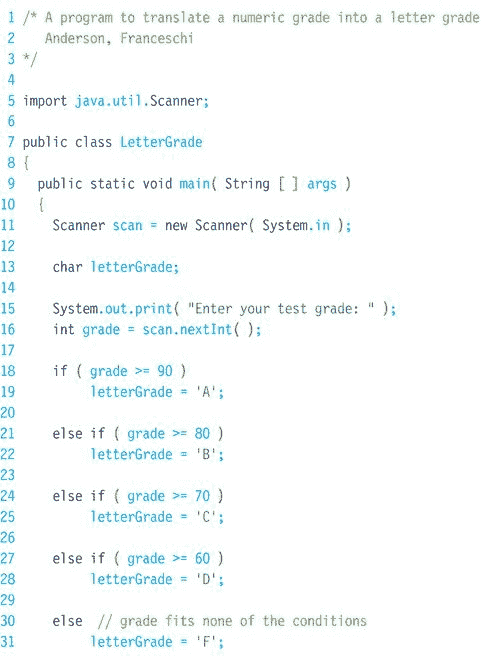 1 /* A program to translate a numeric grade into a letter grade
2    Anderson, Franceschi
3 */
4
5 import java.util.Scanner;
6
7 public class LetterGrade
8 {
9   public static void main( String [ ] args )
10   {
11     Scanner scan = new Scanner( System.in );
12
13     char letterGrade;
14
15     System.out.print( "Enter your test grade: " );
16     int grade = scan.nextInt( );
17
18     if ( grade >= 90 )
19          letterGrade = 'A';
20
21     else if ( grade >= 80 )
22          letterGrade = 'B';
23
24     else if ( grade >= 70 )
25          letterGrade = 'C';
26
27     else if ( grade >= 60 )
28          letterGrade = 'D';
29
30     else  // grade fits none of the conditions
31          letterGrade = 'F';